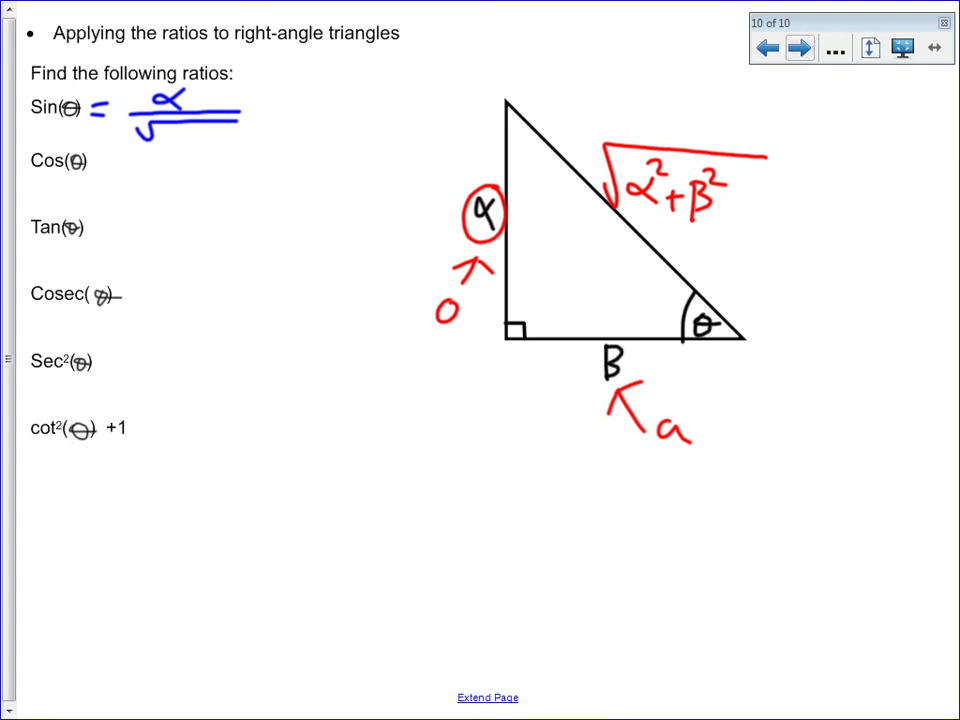 • Applying the ratios to right-angle triangles
10 of 10
Find the following ratios:
Sin(θ) = α / √
Cos(θ)
Tan(θ)
Cosec(θ)
Sec²(θ)
cot²(θ) +1
α
√α²+β²
O
θ
B
a
Extend Page